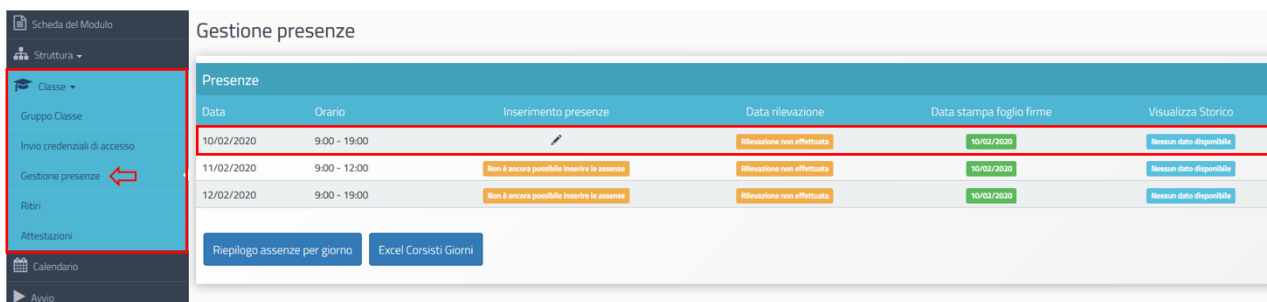 Scheda del Modulo
Struttura
Classe
Gruppo Classe
Invio credenziali di accesso
Gestione presenze
Ritiri
Attestazioni
Calendario
Avvio
Gestione presenze
Presenze
Data Orario Inserimento presenze Data rilevazione Data stampa foglio firme Visualizza Storico
10/02/2020 9:00 - 19:00 Rilevazione non effettuata 10/02/2020 Nessun dato disponibile
11/02/2020 9:00 - 12:00 Non è ancora possibile inserire le assenze Rilevazione non effettuata 10/02/2020 Nessun dato disponibile
12/02/2020 9:00 - 19:00 Non è ancora possibile inserire le assenze Rilevazione non effettuata 10/02/2020 Nessun dato disponibile
Riepilogo assenze per giorno Excel Corsisti Giorni